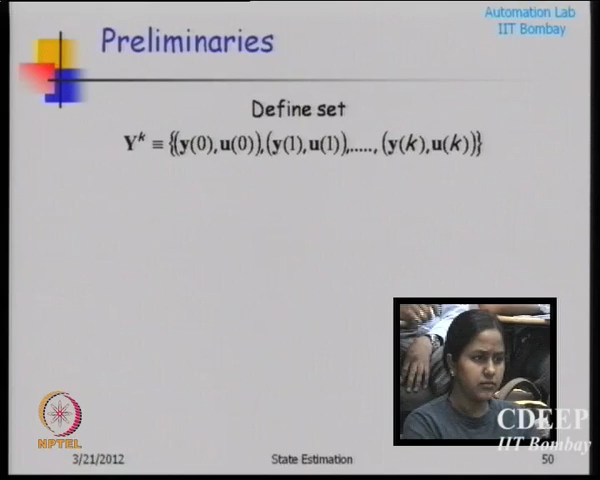 Automation Lab
IIT Bombay
Preliminaries
Define set
Y^k ≡ {(y(0),u(0)),(y(1),u(1)),....., (y(k),u(k))}
CDEEP
IIT Bombay
NPTEL
3/21/2012 State Estimation 50